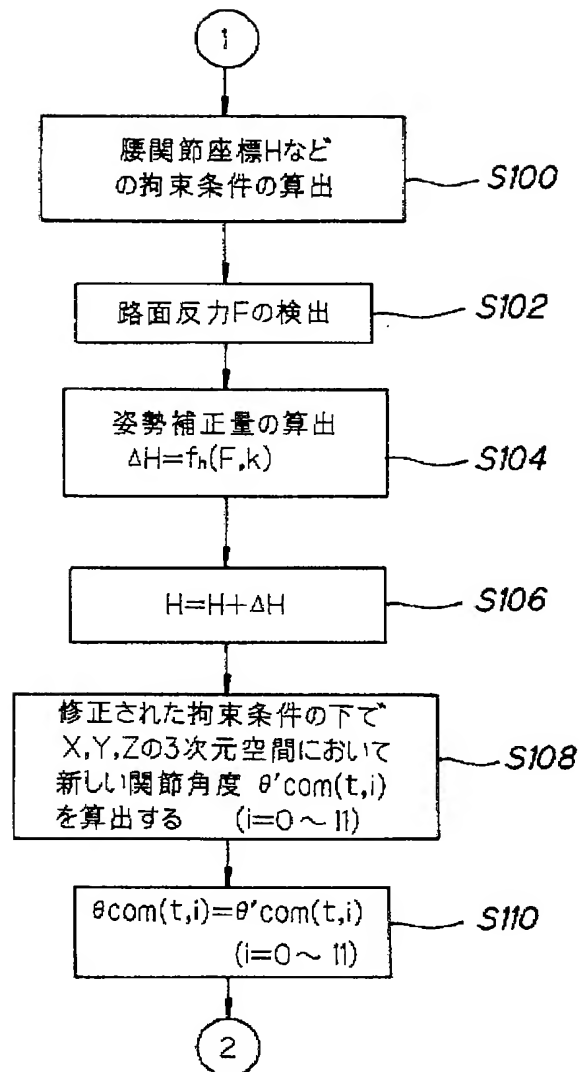 1
腰関節座標Hなど
の拘束条件の算出
S100
路面反力Fの検出
S102
姿勢補正量の算出
ΔH=fh(F,k)
S104
H=H+ΔH
S106
修正された拘束条件の下で
X,Y,Zの3次元空間において
新しい関節角度 θ'com(t,i)
を算出する (i=0～11)
S108
θcom(t,i)=θ'com(t,i)
(i=0～11)
S110
2